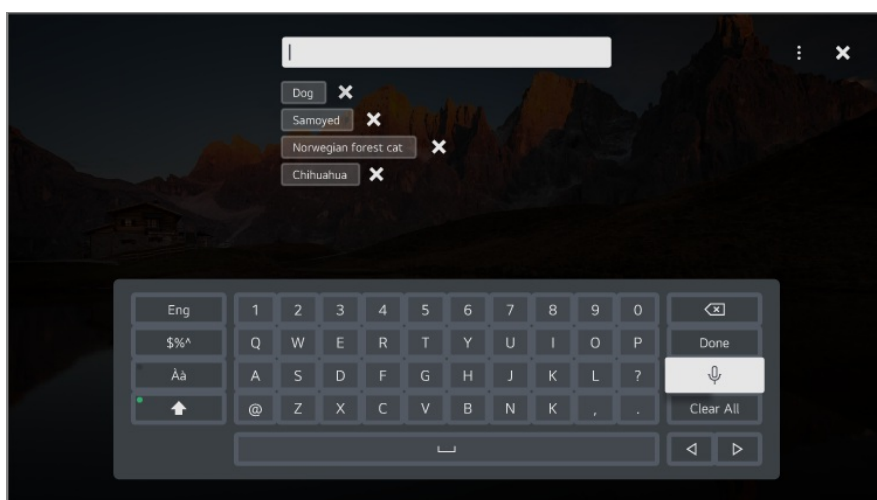 Dog
Samoyed
Norwegian forest cat
Chihuahua
Eng 1 2 3 4 5 6 7 8 9 0
$%^ Q W E R T Y U I O P Done
Àà A S D F G H J K L ?
@ Z X C V B N K , . Clear All